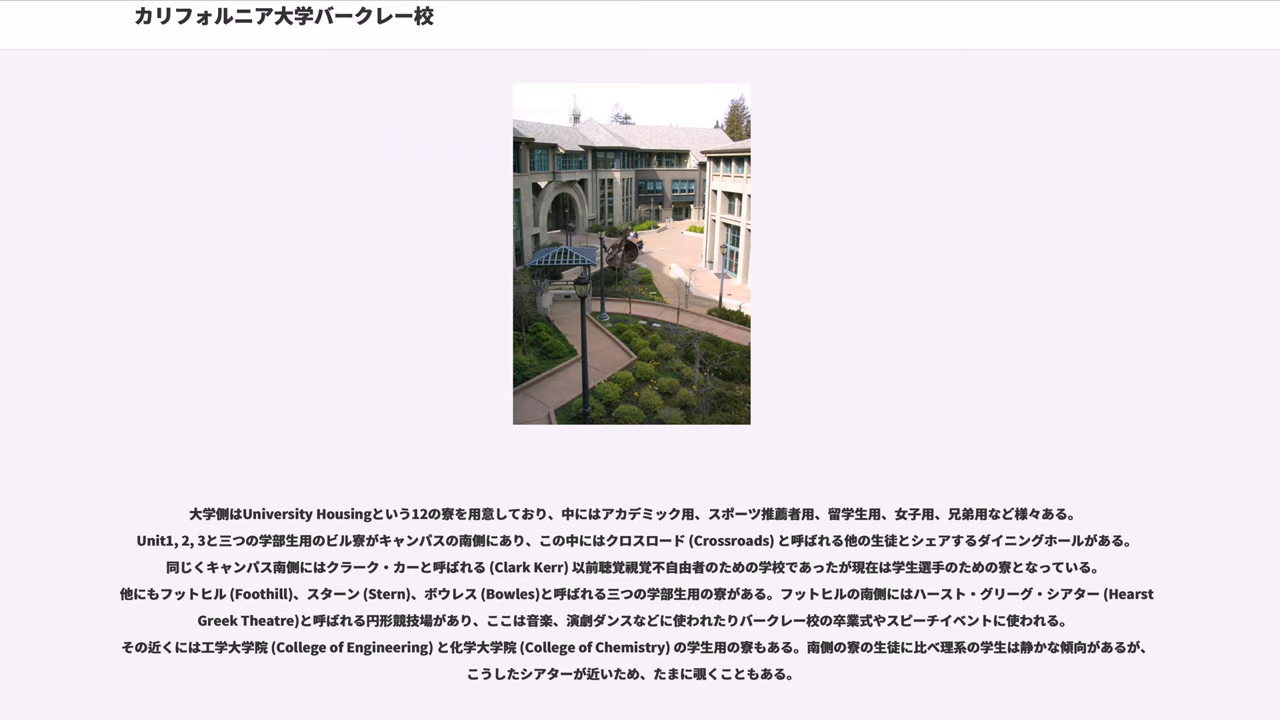 カリフォルニア大学バークレー校
大学側はUniversity Housingという12の寮を用意しており、中にはアカデミック用、スポーツ推薦者用、留学生用、女子用、兄弟用など様々ある。
Unit1, 2, 3と三つの学部生用のビル寮がキャンパスの南側にあり、この中にはクロスロード (Crossroads) と呼ばれる他の生徒とシェアするダイニングホールがある。
同じくキャンパス南側にはクラーク・カーと呼ばれる (Clark Kerr) 以前聴覚視覚不自由者のための学校であったが現在は学生選手のための寮となっている。
他にもフットヒル (Foothill)、スターン (Stern)、ボウレス (Bowles)と呼ばれる三つの学部生用の寮がある。フットヒルの南側にはハースト・グリーグ・シアター (Hearst
Greek Theatre)と呼ばれる円形競技場があり、ここは音楽、演劇ダンスなどに使われたりバークレー校の卒業式やスピーチイベントに使われる。
その近くには工学大学院 (College of Engineering) と化学大学院 (College of Chemistry) の学生用の寮もある。南側の寮の生徒に比べ理系の学生は静かな傾向があるが、
こうしたシアターが近いため、たまに覗くこともある。